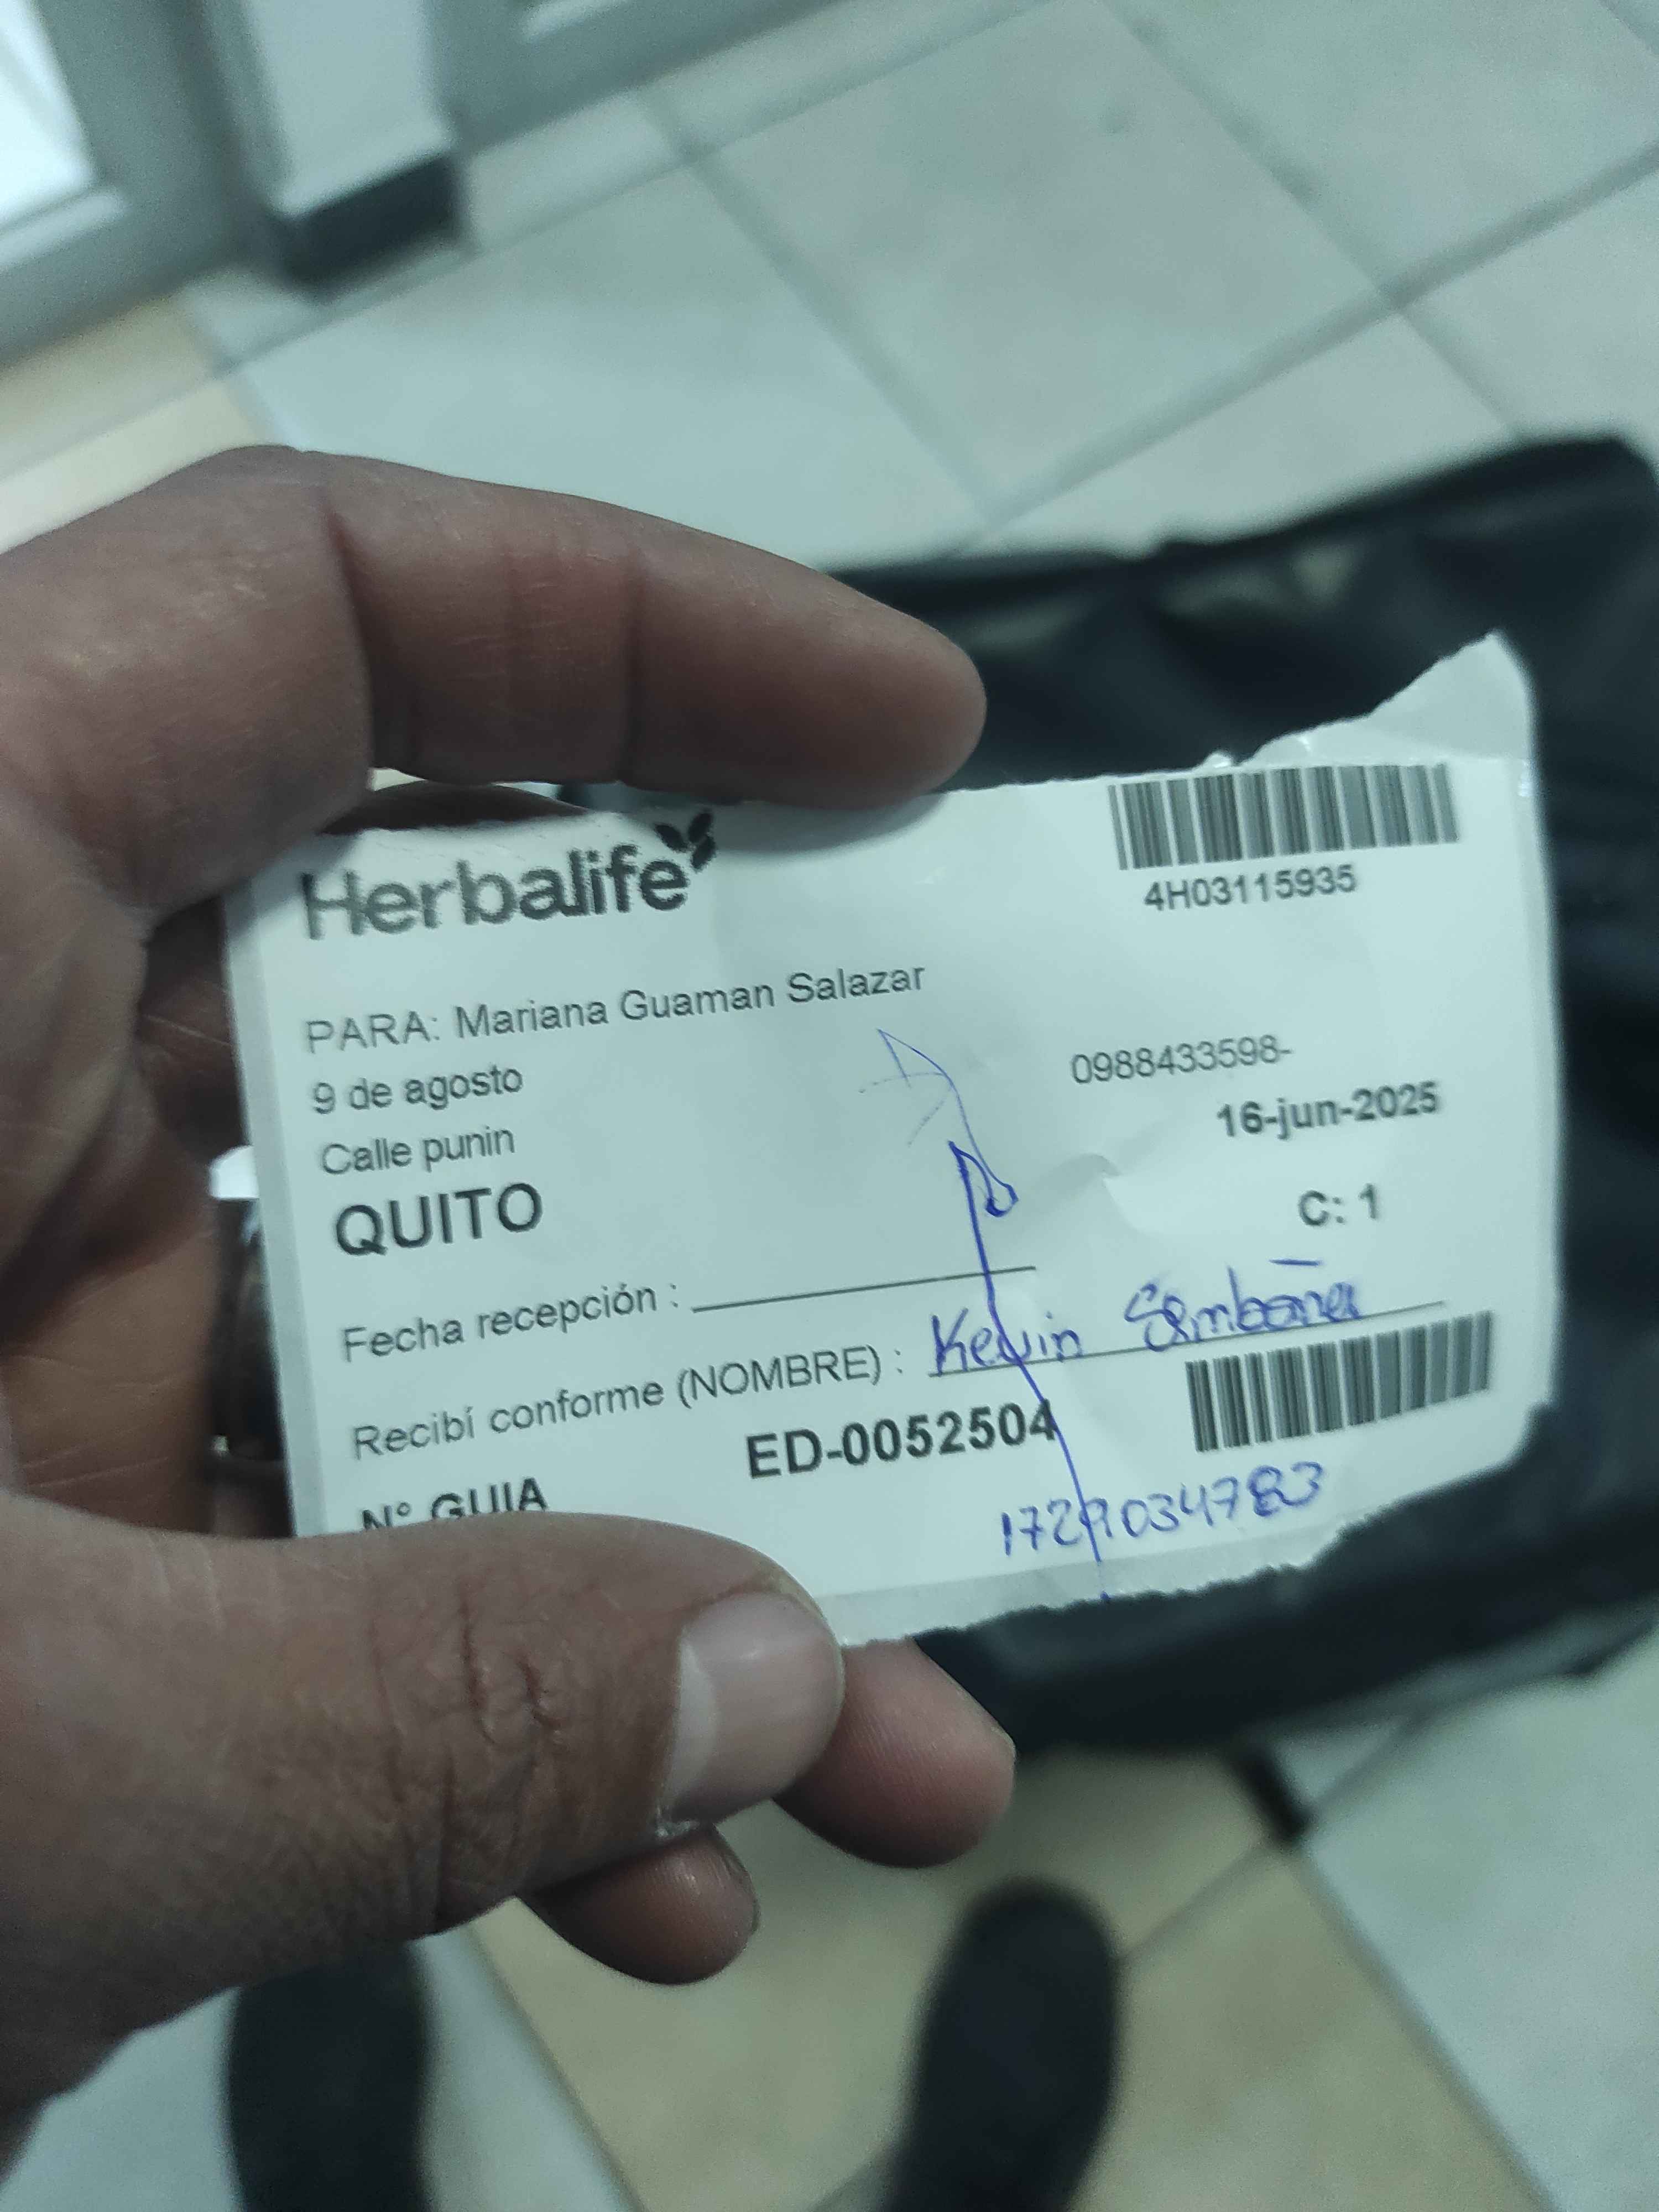 Herbalife
4H03115935
PARA: Mariana Guaman Salazar
9 de agosto
0988433598-
Calle punin
16-jun-2025
QUITO
C: 1
Fecha recepción :
Recibí conforme (NOMBRE) : Kevin
Nº GUIA ED-0052504